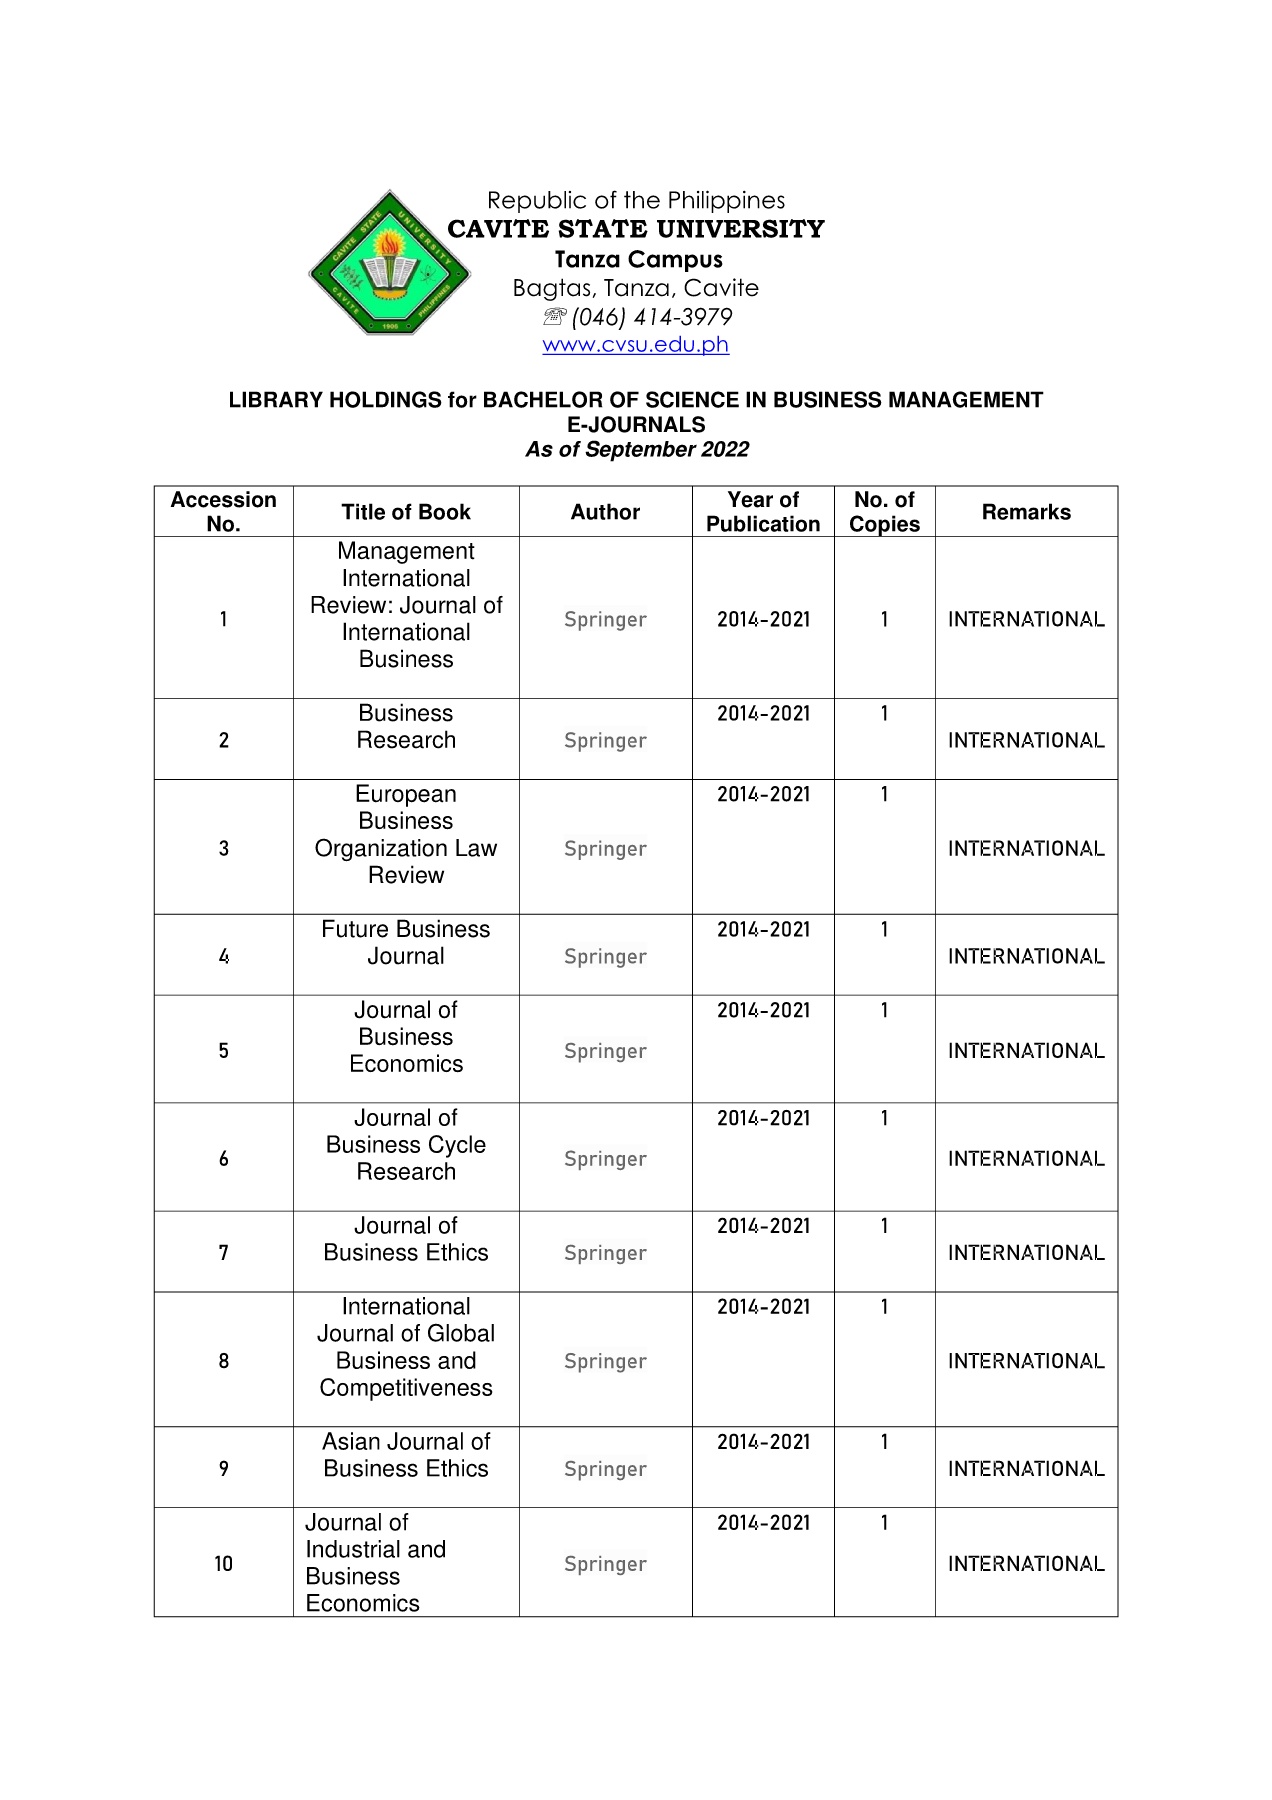 Republic of the Philippines
CAVITE STATE UNIVERSITY
Tanza Campus
Bagtas, Tanza, Cavite
☏ (046) 414-3979
www.cvsu.edu.ph
CAVITE STATE UNIVERSITY
CAVITE PHILIPPINES
1906
LIBRARY HOLDINGS for BACHELOR OF SCIENCE IN BUSINESS MANAGEMENT
E-JOURNALS
As of September 2022
Accession No. Title of Book Author Year of Publication No. of Copies Remarks
1 Management International Review: Journal of International Business Springer 2014-2021 1 INTERNATIONAL
2 Business Research Springer 2014-2021 1 INTERNATIONAL
3 European Business Organization Law Review Springer 2014-2021 1 INTERNATIONAL
4 Future Business Journal Springer 2014-2021 1 INTERNATIONAL
5 Journal of Business Economics Springer 2014-2021 1 INTERNATIONAL
6 Journal of Business Cycle Research Springer 2014-2021 1 INTERNATIONAL
7 Journal of Business Ethics Springer 2014-2021 1 INTERNATIONAL
8 International Journal of Global Business and Competitiveness Springer 2014-2021 1 INTERNATIONAL
9 Asian Journal of Business Ethics Springer 2014-2021 1 INTERNATIONAL
10 Journal of Industrial and Business Economics Springer 2014-2021 1 INTERNATIONAL